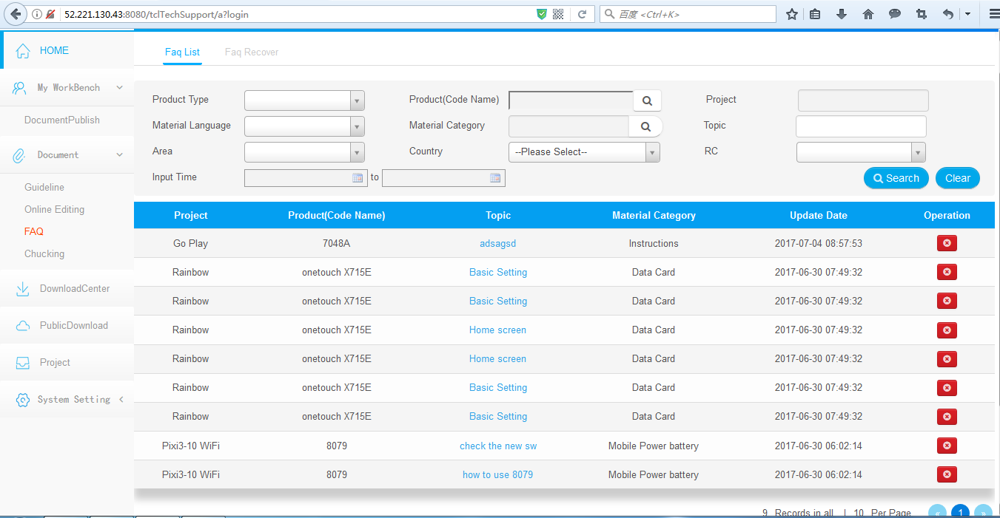 52.221.130.43:8080/tclTechSupport/a?login
百度 <Ctrl+K>
HOME
My WorkBench
DocumentPublish
Document
Guideline
Online Editing
FAQ
Chucking
DownloadCenter
PublicDownload
Project
System Setting
Faq List Faq Recover
Product Type Product(Code Name) Project
Material Language Material Category Topic
Area Country --Please Select-- RC
Input Time to
Search Clear
Project Product(Code Name) Topic Material Category Update Date Operation
Go Play 7048A adsagsd Instructions 2017-07-04 08:57:53
Rainbow onetouch X715E Basic Setting Data Card 2017-06-30 07:49:32
Rainbow onetouch X715E Basic Setting Data Card 2017-06-30 07:49:32
Rainbow onetouch X715E Home screen Data Card 2017-06-30 07:49:32
Rainbow onetouch X715E Home screen Data Card 2017-06-30 07:49:32
Rainbow onetouch X715E Basic Setting Data Card 2017-06-30 07:49:32
Rainbow onetouch X715E Basic Setting Data Card 2017-06-30 07:49:32
Pixi3-10 WiFi 8079 check the new sw Mobile Power battery 2017-06-30 06:02:14
Pixi3-10 WiFi 8079 how to use 8079 Mobile Power battery 2017-06-30 06:02:14
9 Records in all | 10 Per Page « 1 »